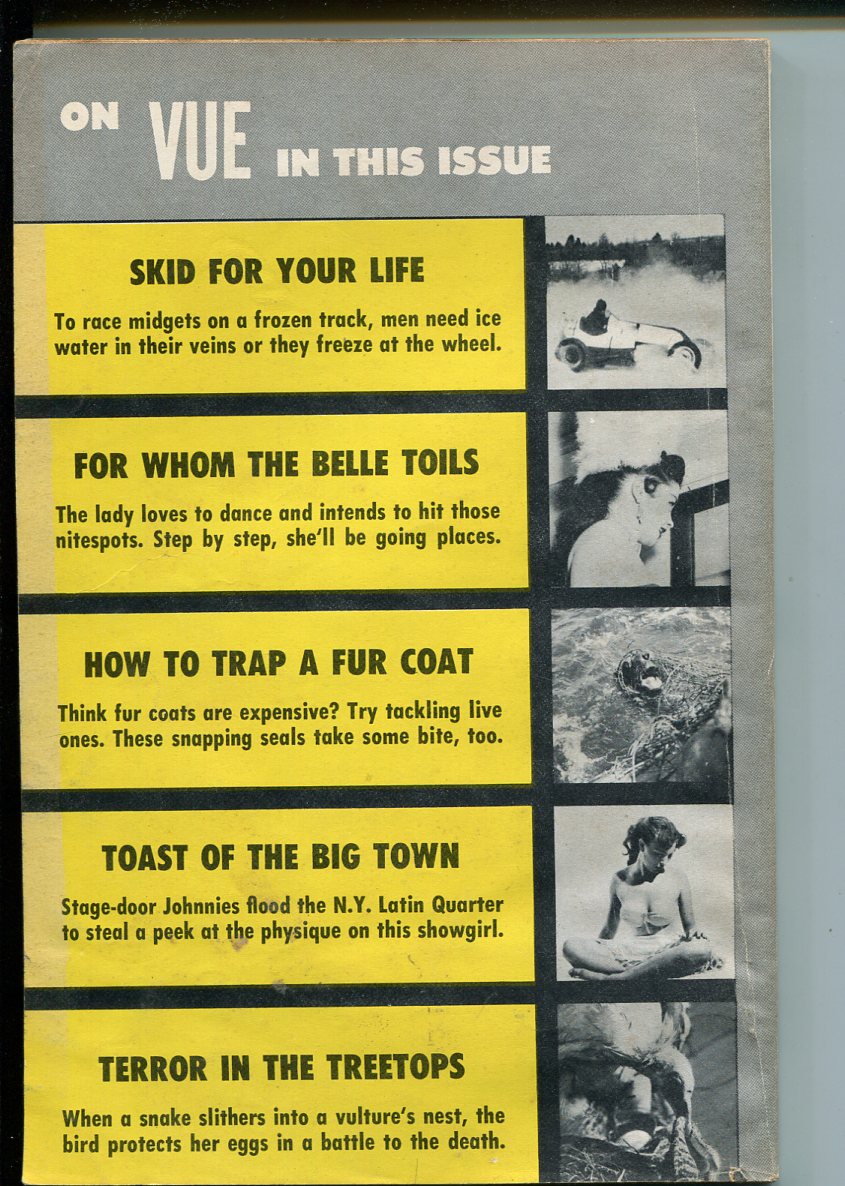 ON VUE IN THIS ISSUE
SKID FOR YOUR LIFE
To race midgets on a frozen track, men need ice
water in their veins or they freeze at the wheel.
FOR WHOM THE BELLE TOILS
The lady loves to dance and intends to hit those
nitespots. Step by step, she'll be going places.
HOW TO TRAP A FUR COAT
Think fur coats are expensive? Try tackling live
ones. These snapping seals take some bite, too.
TOAST OF THE BIG TOWN
Stage-door Johnnies flood the N.Y. Latin Quarter
to steal a peek at the physique on this showgirl.
TERROR IN THE TREETOPS
When a snake slithers into a vulture's nest, the
bird protects her eggs in a battle to the death.